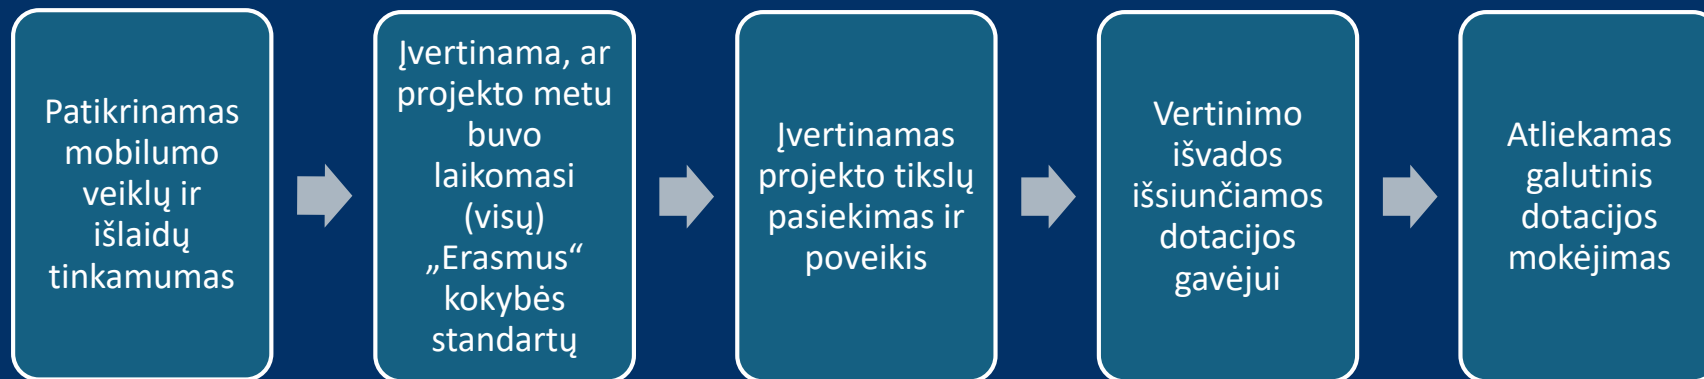 Patikrinamas
mobilumo
veiklų ir
išlaidų
tinkamumas
Įvertinama, ar
projekto metu
buvo
laikomasi
(visų)
„Erasmus“
kokybės
standartų
Įvertinamas
projekto tikslų
pasiekimas ir
poveikis
Vertinimo
išvados
išsiunčiamos
dotacijos
gavėjui
Atliekamas
galutinis
dotacijos
mokėjimas